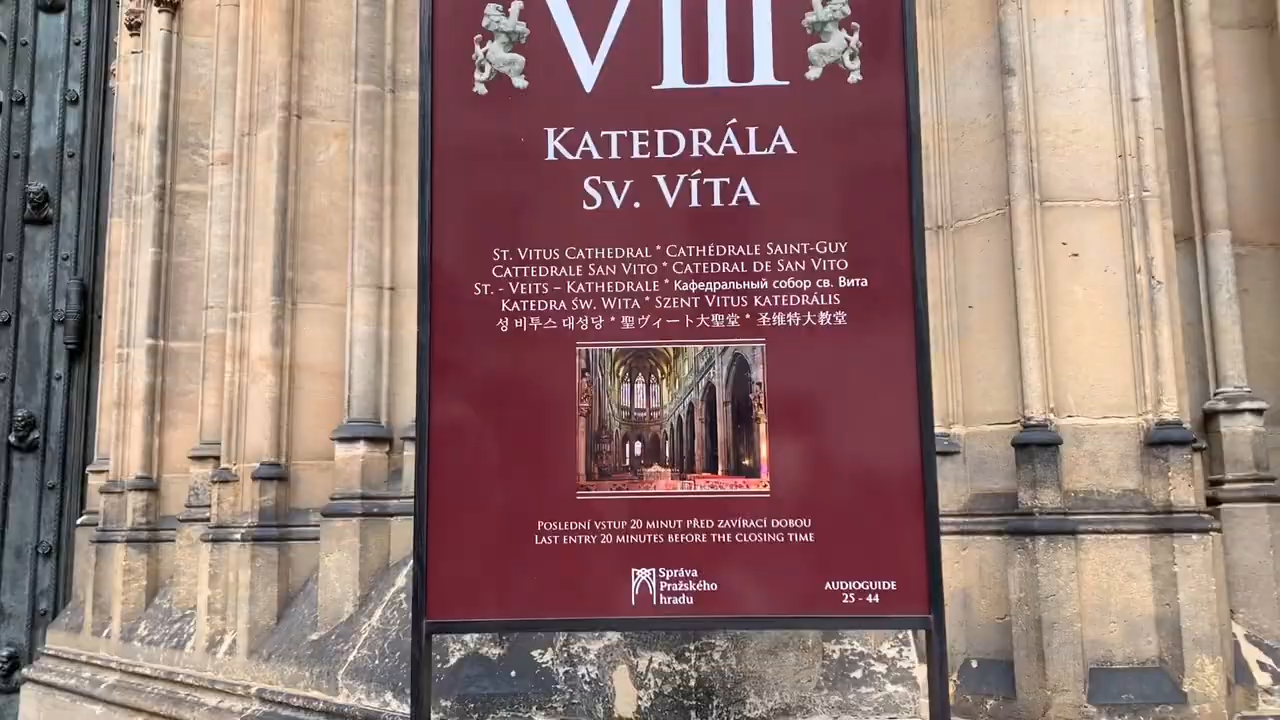 VIII
KATEDRÁLA
SV. VÍTA
ST. VITUS CATHEDRAL * CATHÉDRALE SAINT-GUY
CATTEDRALE SAN VITO * CATEDRAL DE SAN VITO
ST. - VEITS – KATHEDRALE * Кафедральный собор св. Вита
KATEDRA ŚW. WITA * SZENT VITUS KATEDRÁLIS
성 비투스 대성당 * 聖ヴィート大聖堂 * 圣维特大教堂
POSLEDNÍ VSTUP 20 MINUT PŘED ZAVÍRACÍ DOBOU
LAST ENTRY 20 MINUTES BEFORE THE CLOSING TIME
Správa
Pražského
hradu
AUDIOGUIDE
25 - 44